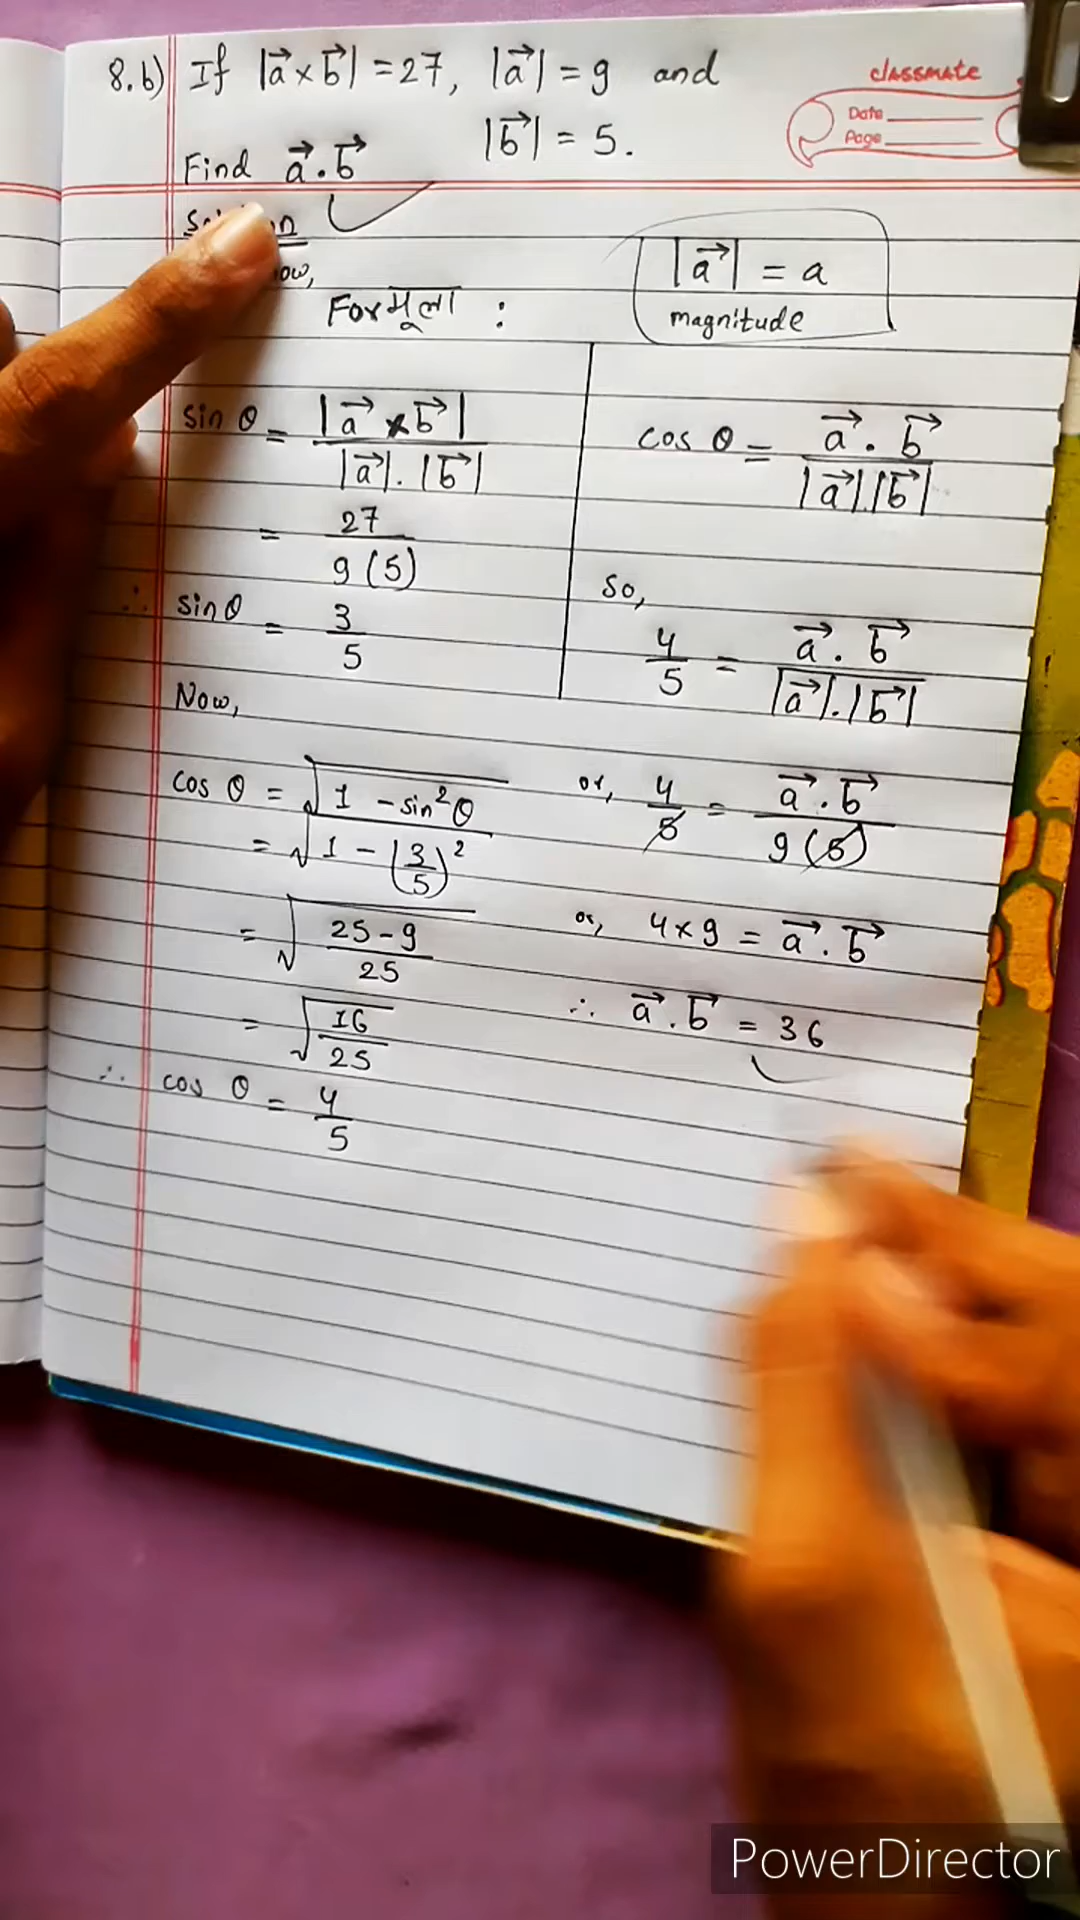 8.b) If |a⃗ × b⃗| = 27, |a⃗| = 9 and
|b⃗| = 5.
Find a⃗ . b⃗
classmate
Date
Page
|a⃗| = a
magnitude
Forमूला :
sin θ = |a⃗ × b⃗| / |a⃗| . |b⃗|
= 27 / 9 (5)
∴ sin θ = 3 / 5
Now,
cos θ = √1 - sin² θ
= √1 - (3/5)²
= √25 - 9 / 25
= √16 / 25
∴ cos θ = 4 / 5
cos θ = a⃗ . b⃗ / |a⃗|.|b⃗|
so,
4 / 5 = a⃗ . b⃗ / |a⃗| . |b⃗|
or, 4 / 5 = a⃗ . b⃗ / 9 (5)
or, 4 × 9 = a⃗ . b⃗
∴ a⃗ . b⃗ = 36
PowerDirector